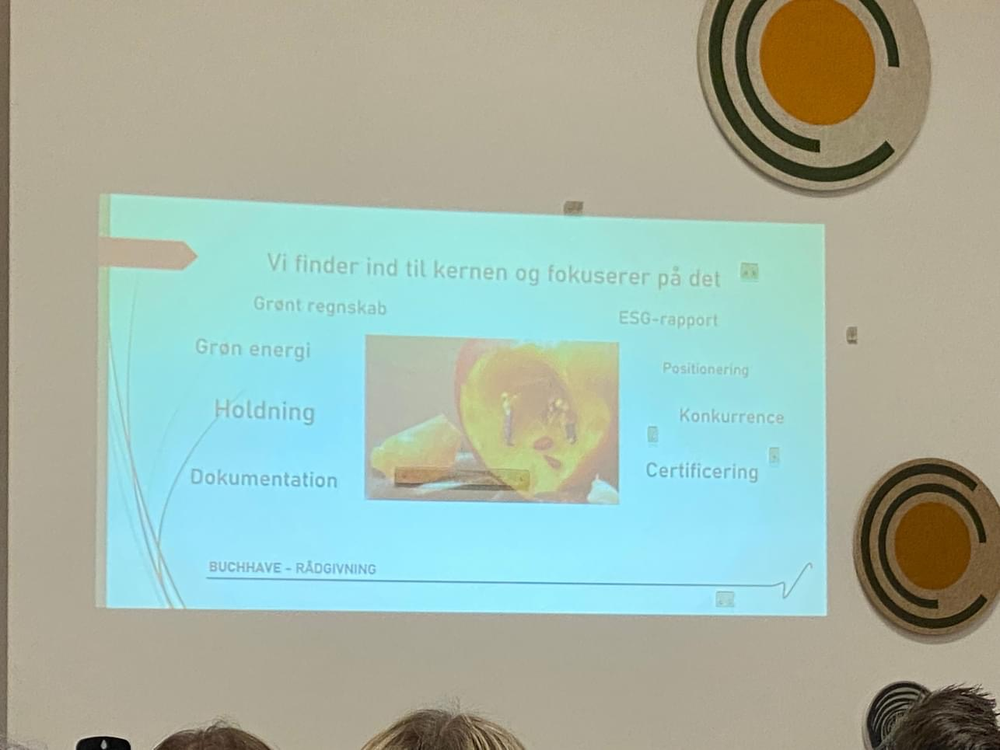 Vi finder ind til kernen og fokuserer på det
Grønt regnskab
ESG-rapport
Grøn energi
Positionering
Holdning
Konkurrence
Dokumentation
Certificering
BUCHHAVE - RÅDGIVNING